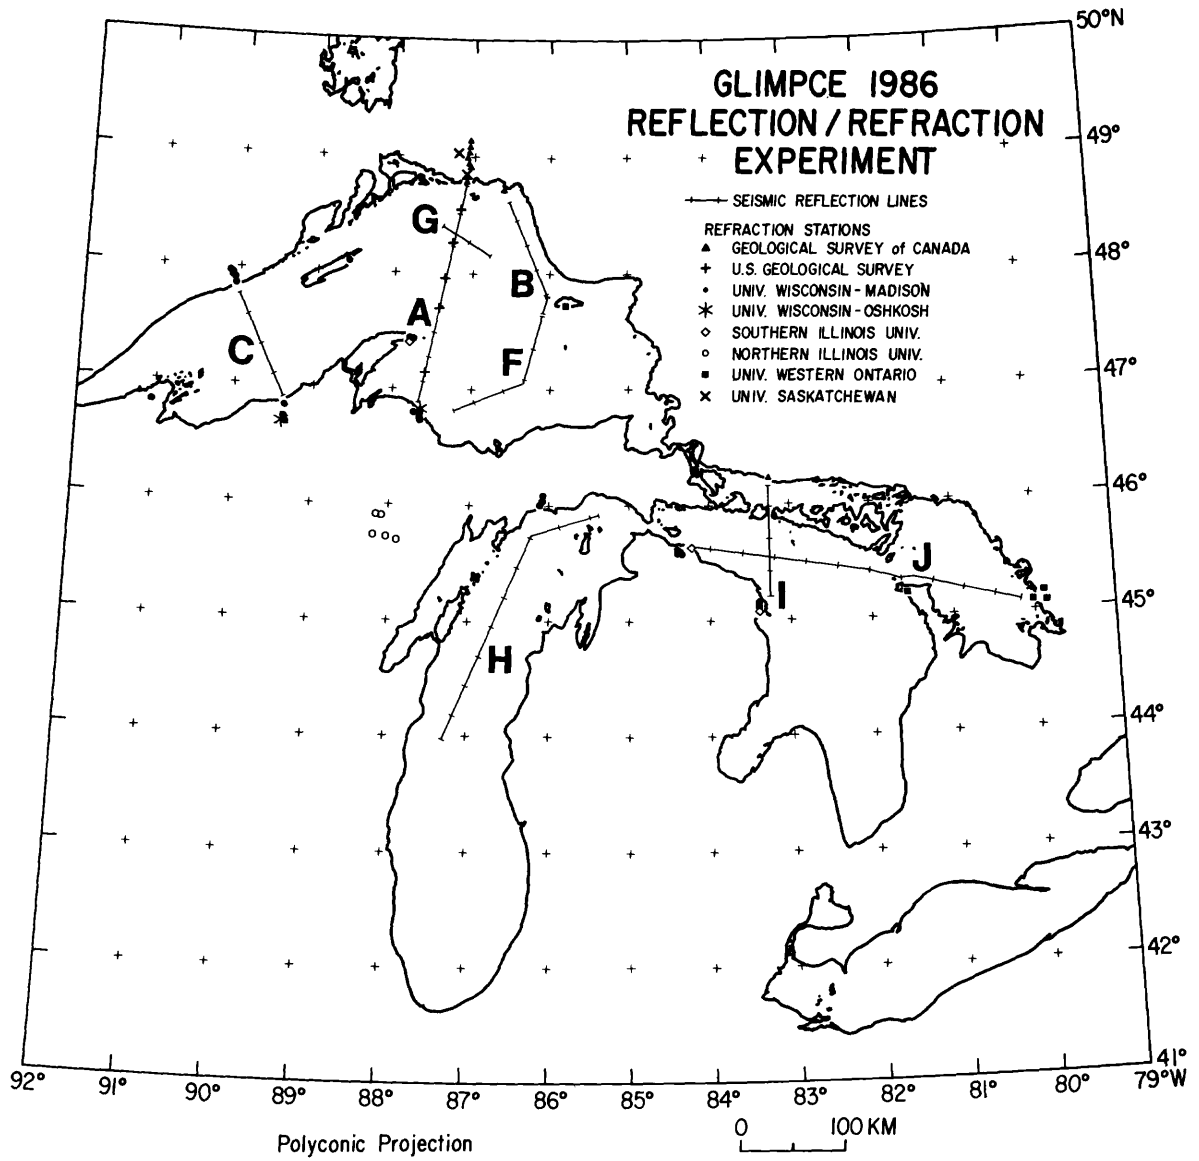 50°N
GLIMPCE 1986
REFLECTION / REFRACTION
EXPERIMENT
49°
SEISMIC REFLECTION LINES
REFRACTION STATIONS
GEOLOGICAL SURVEY of CANADA
48°
U.S. GEOLOGICAL SURVEY
UNIV. WISCONSIN - MADISON
UNIV. WISCONSIN - OSHKOSH
SOUTHERN ILLINOIS UNIV.
NORTHERN ILLINOIS UNIV.
47°
UNIV. WESTERN ONTARIO
UNIV. SASKATCHEWAN
G
B
A
C
F
46°
J
I
45°
H
44°
43°
42°
41°
92° 91° 90° 89° 88° 87° 86° 85° 84° 83° 82° 81° 80° 79°W
0 100 KM
Polyconic Projection